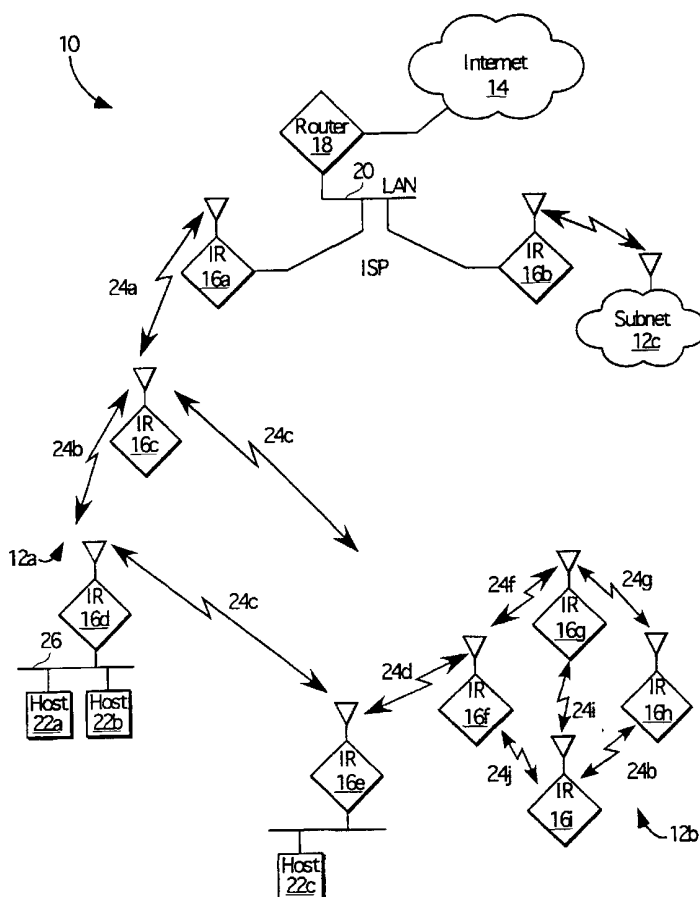 10
Internet
14
Router
18
20
LAN
IR
16a
ISP
IR
16b
24a
Subnet
12c
IR
16c
24b
24c
12a
IR
16d
24c
24f
IR
16g
24g
26
Host
22a
Host
22b
24d
IR
16f
24i
IR
16h
IR
16e
24j
24b
IR
16i
12b
Host
22c